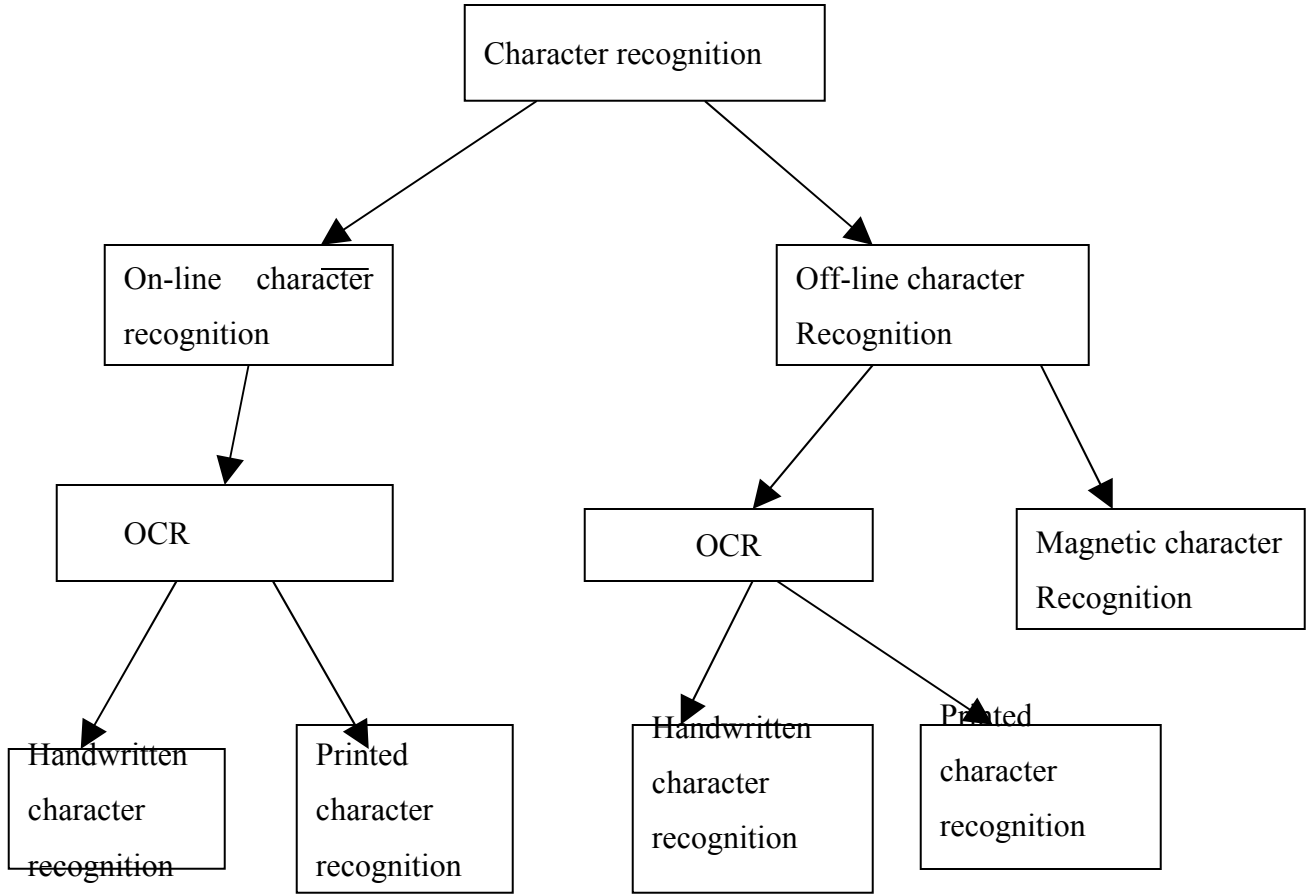 Character recognition
On-line character
recognition
Off-line character
Recognition
OCR
OCR
Magnetic character
Recognition
Handwritten
character
recognition
Printed
character
recognition
Handwritten
character
recognition
Printed
character
recognition